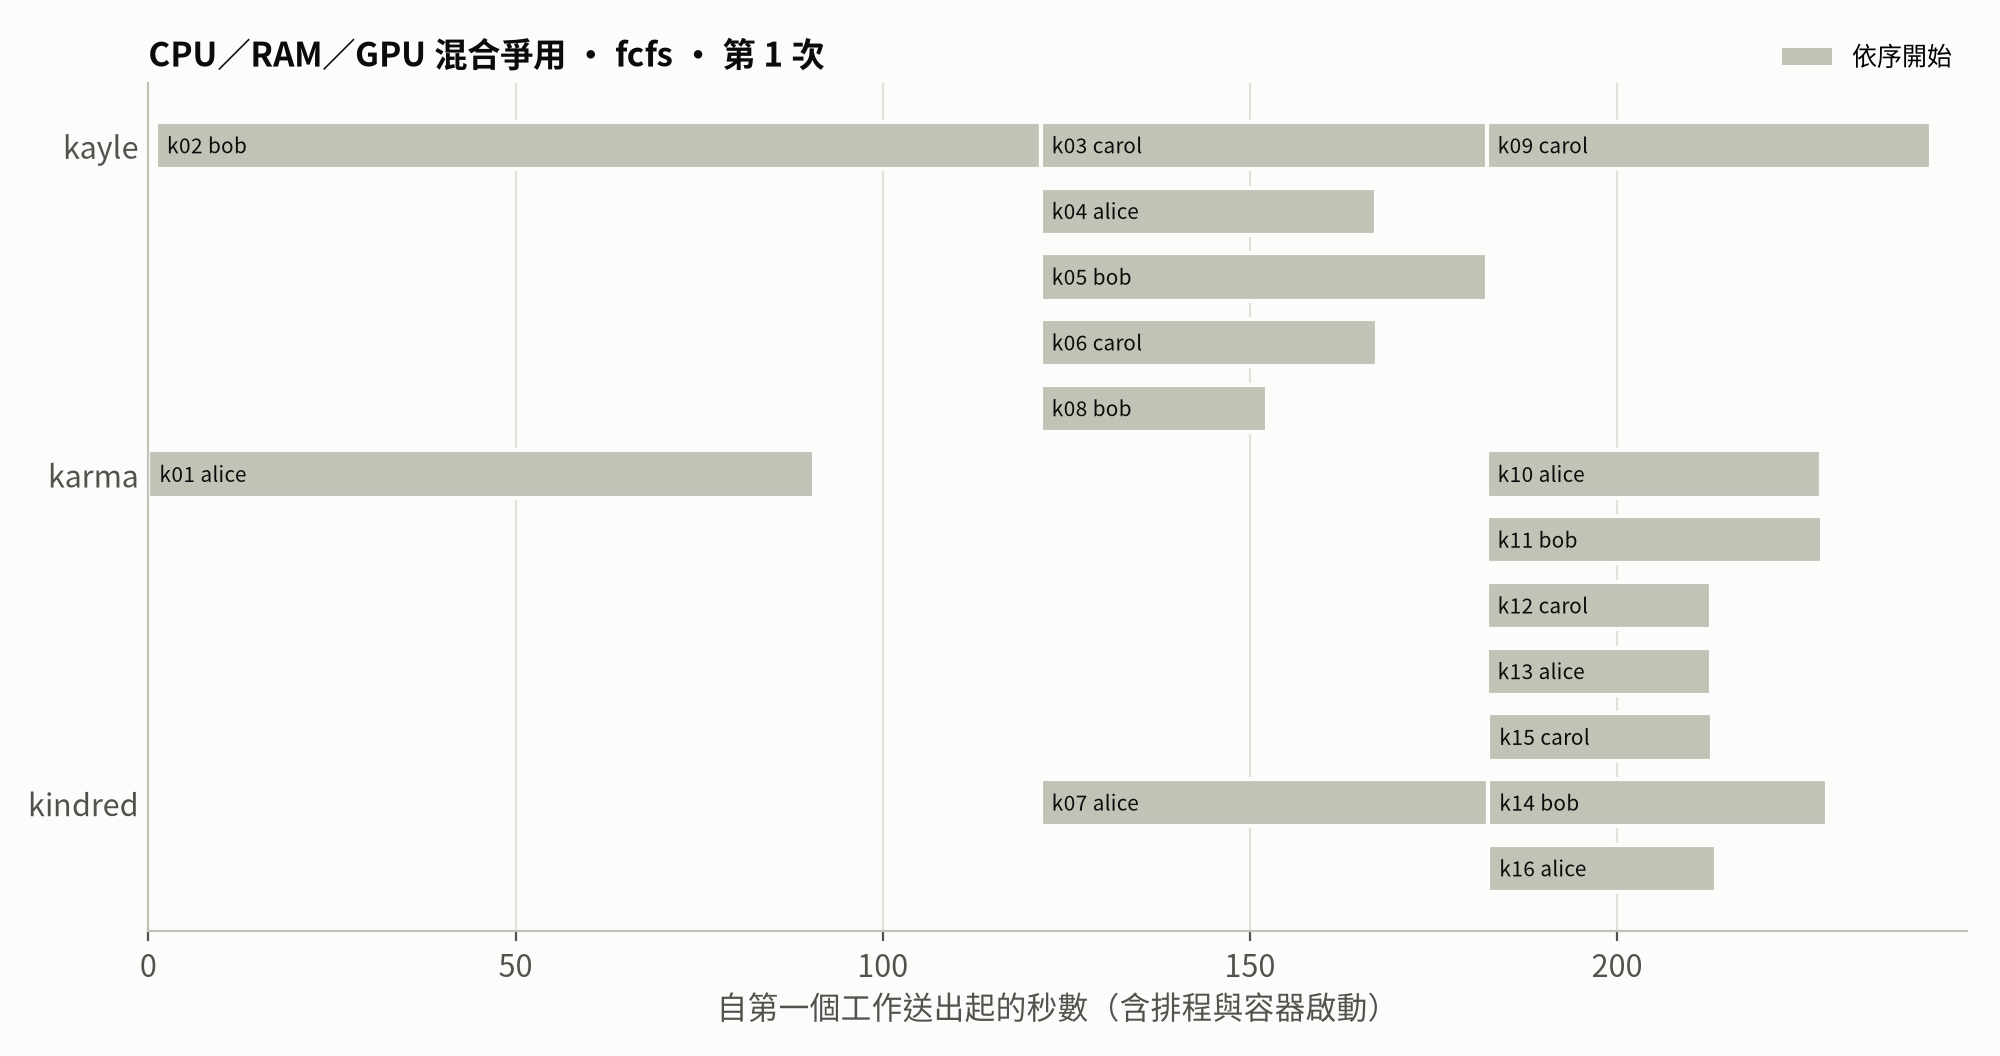 CPU／RAM／GPU 混合爭用 ・ fcfs ・ 第 1 次
依序開始
kayle
k02 bob
k03 carol
k09 carol
k04 alice
k05 bob
k06 carol
k08 bob
karma
k01 alice
k10 alice
k11 bob
k12 carol
k13 alice
k15 carol
kindred
k07 alice
k14 bob
k16 alice
0
50
100
150
200
自第一個工作送出起的秒數（含排程與容器啟動）